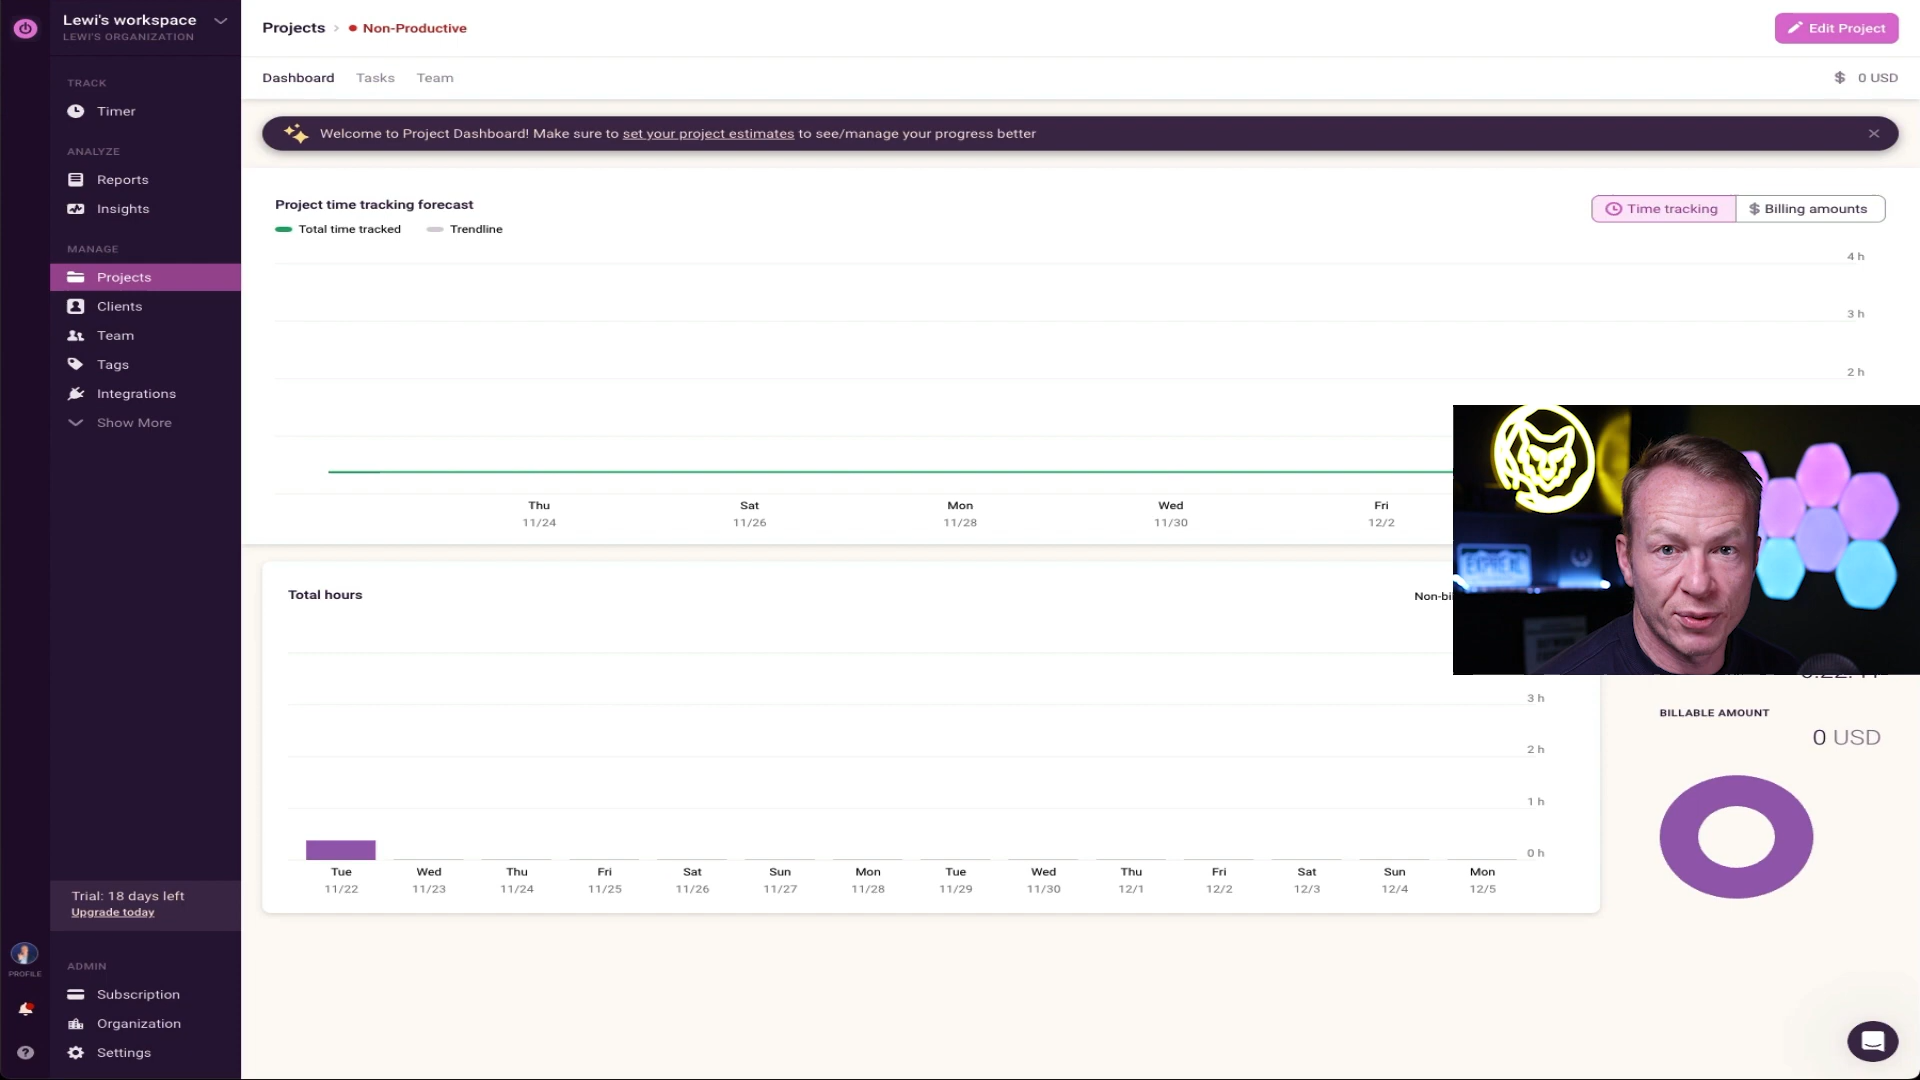 Lewi's workspace
LEWI'S ORGANIZATION
TRACK
Timer
ANALYZE
Reports
Insights
MANAGE
Projects
Clients
Team
Tags
Integrations
Show More
Trial: 18 days left
Upgrade today
ADMIN
Subscription
Organization
Settings
PROFILE
Projects › Non-Productive
Edit Project
Dashboard Tasks Team
$ 0 USD
Welcome to Project Dashboard! Make sure to set your project estimates to see/manage your progress better
Project time tracking forecast
Total time tracked Trendline
Time tracking $ Billing amounts
4 h
3 h
2 h
Thu Sat Mon Wed Fri
11/24 11/26 11/28 11/30 12/2
Total hours
3 h
2 h
1 h
0 h
Tue Wed Thu Fri Sat Sun Mon Tue Wed Thu Fri Sat Sun Mon
11/22 11/23 11/24 11/25 11/26 11/27 11/28 11/29 11/30 12/1 12/2 12/3 12/4 12/5
BILLABLE AMOUNT
0 USD